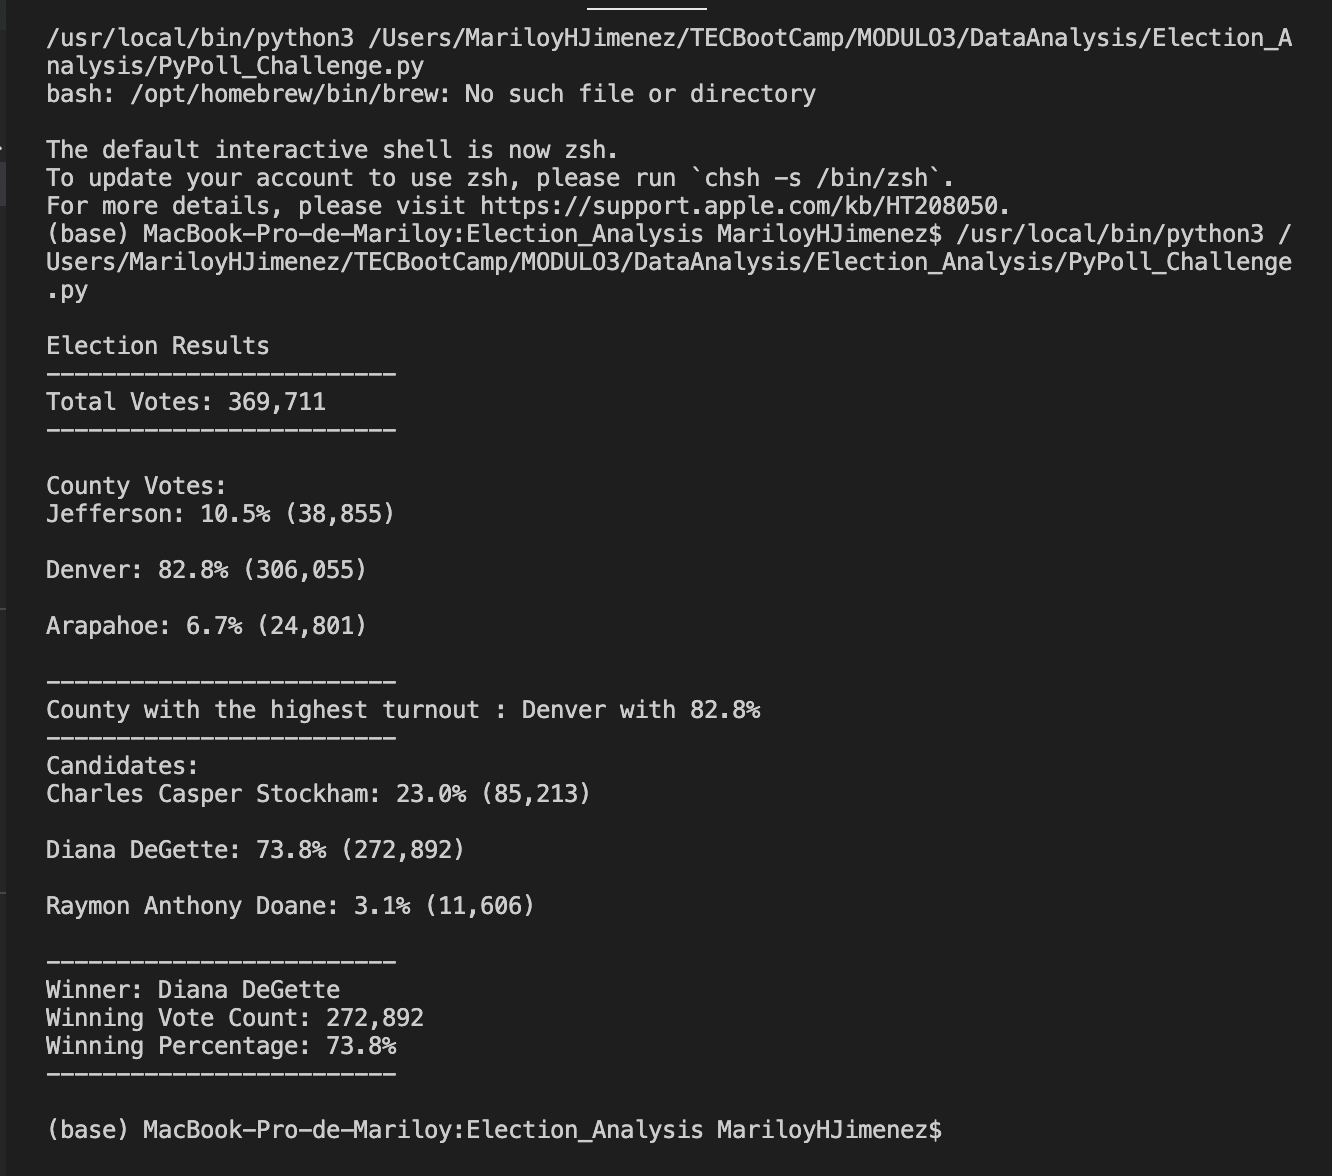 /usr/local/bin/python3 /Users/MariloyHJimenez/TECBootCamp/MODULO3/DataAnalysis/Election_A
nalysis/PyPoll_Challenge.py
bash: /opt/homebrew/bin/brew: No such file or directory
The default interactive shell is now zsh.
To update your account to use zsh, please run `chsh -s /bin/zsh`.
For more details, please visit https://support.apple.com/kb/HT208050.
(base) MacBook-Pro-de-Mariloy:Election_Analysis MariloyHJimenez$ /usr/local/bin/python3 /
Users/MariloyHJimenez/TECBootCamp/MODULO3/DataAnalysis/Election_Analysis/PyPoll_Challenge
.py
Election Results
-------------------------
Total Votes: 369,711
-------------------------
County Votes:
Jefferson: 10.5% (38,855)
Denver: 82.8% (306,055)
Arapahoe: 6.7% (24,801)
-------------------------
County with the highest turnout : Denver with 82.8%
-------------------------
Candidates:
Charles Casper Stockham: 23.0% (85,213)
Diana DeGette: 73.8% (272,892)
Raymon Anthony Doane: 3.1% (11,606)
-------------------------
Winner: Diana DeGette
Winning Vote Count: 272,892
Winning Percentage: 73.8%
-------------------------
(base) MacBook-Pro-de-Mariloy:Election_Analysis MariloyHJimenez$